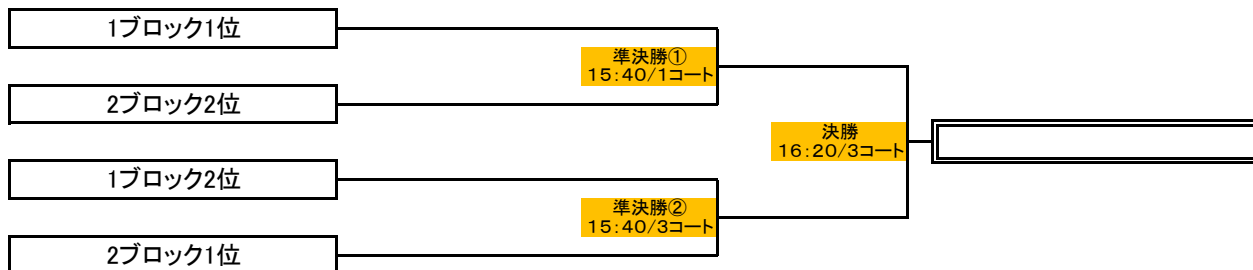 1ブロック1位
準決勝①
15:40/1コート
2ブロック2位
決勝
16:20/3コート
1ブロック2位
準決勝②
15:40/3コート
2ブロック1位